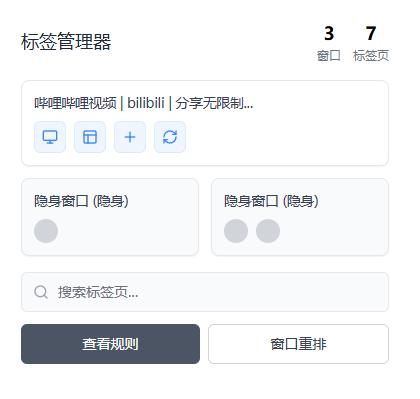 标签管理器
3
7
窗口
标签页
哔哩哔哩视频 | bilibili | 分享无限制...
隐身窗口 (隐身)
隐身窗口 (隐身)
搜索标签页...
查看规则
窗口重排